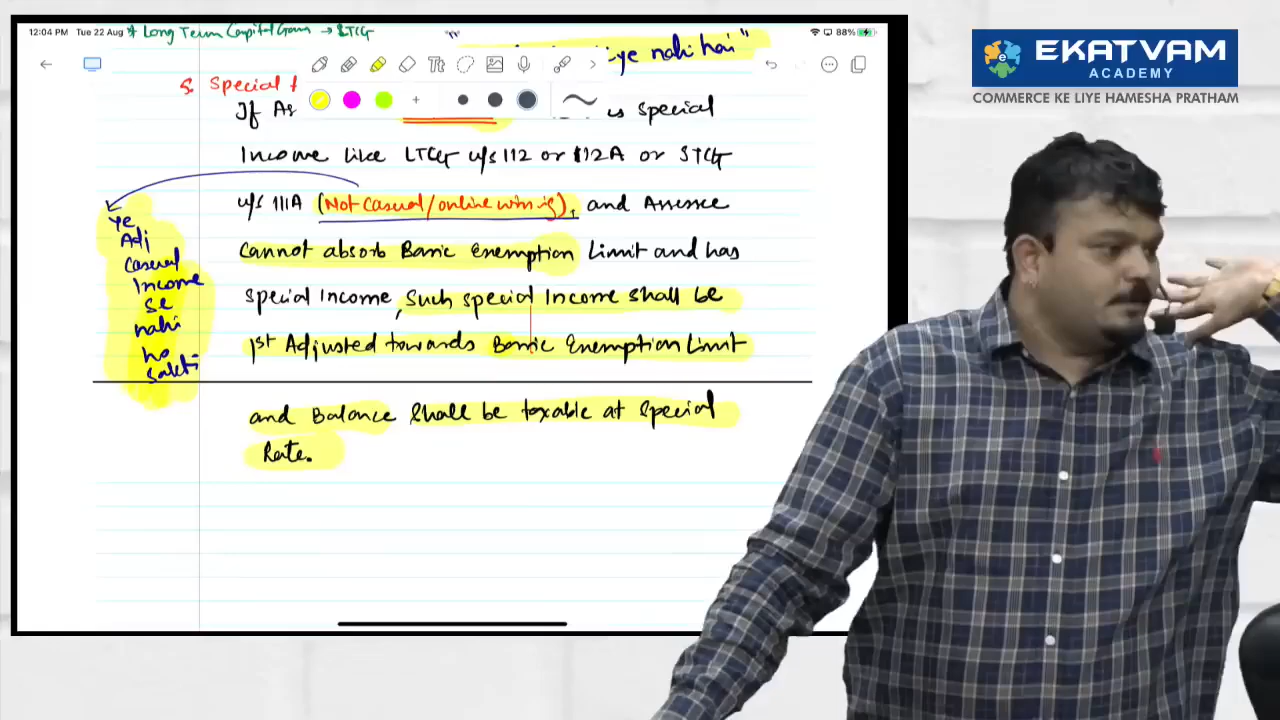 12:04 PM Tue 22 Aug * Long Term Capital Gain → LTCG
88%
ye nahi hai"
EKATVAM
ACADEMY
COMMERCE KE LIYE HAMESHA PRATHAM
5. Special
If As is special
Income like LTCG u/s 112 or 112A or STCG
u/s 111A (Not Casual/online winnig), and Assessee
cannot absorb Basic Exemption Limit and has
special Income, Such special Income shall be
1st Adjusted towards Basic Exemption Limit
and Balance shall be taxable at special
Rate.
Ye
Adj
Casual
Income
se
nahi
ho
sakti